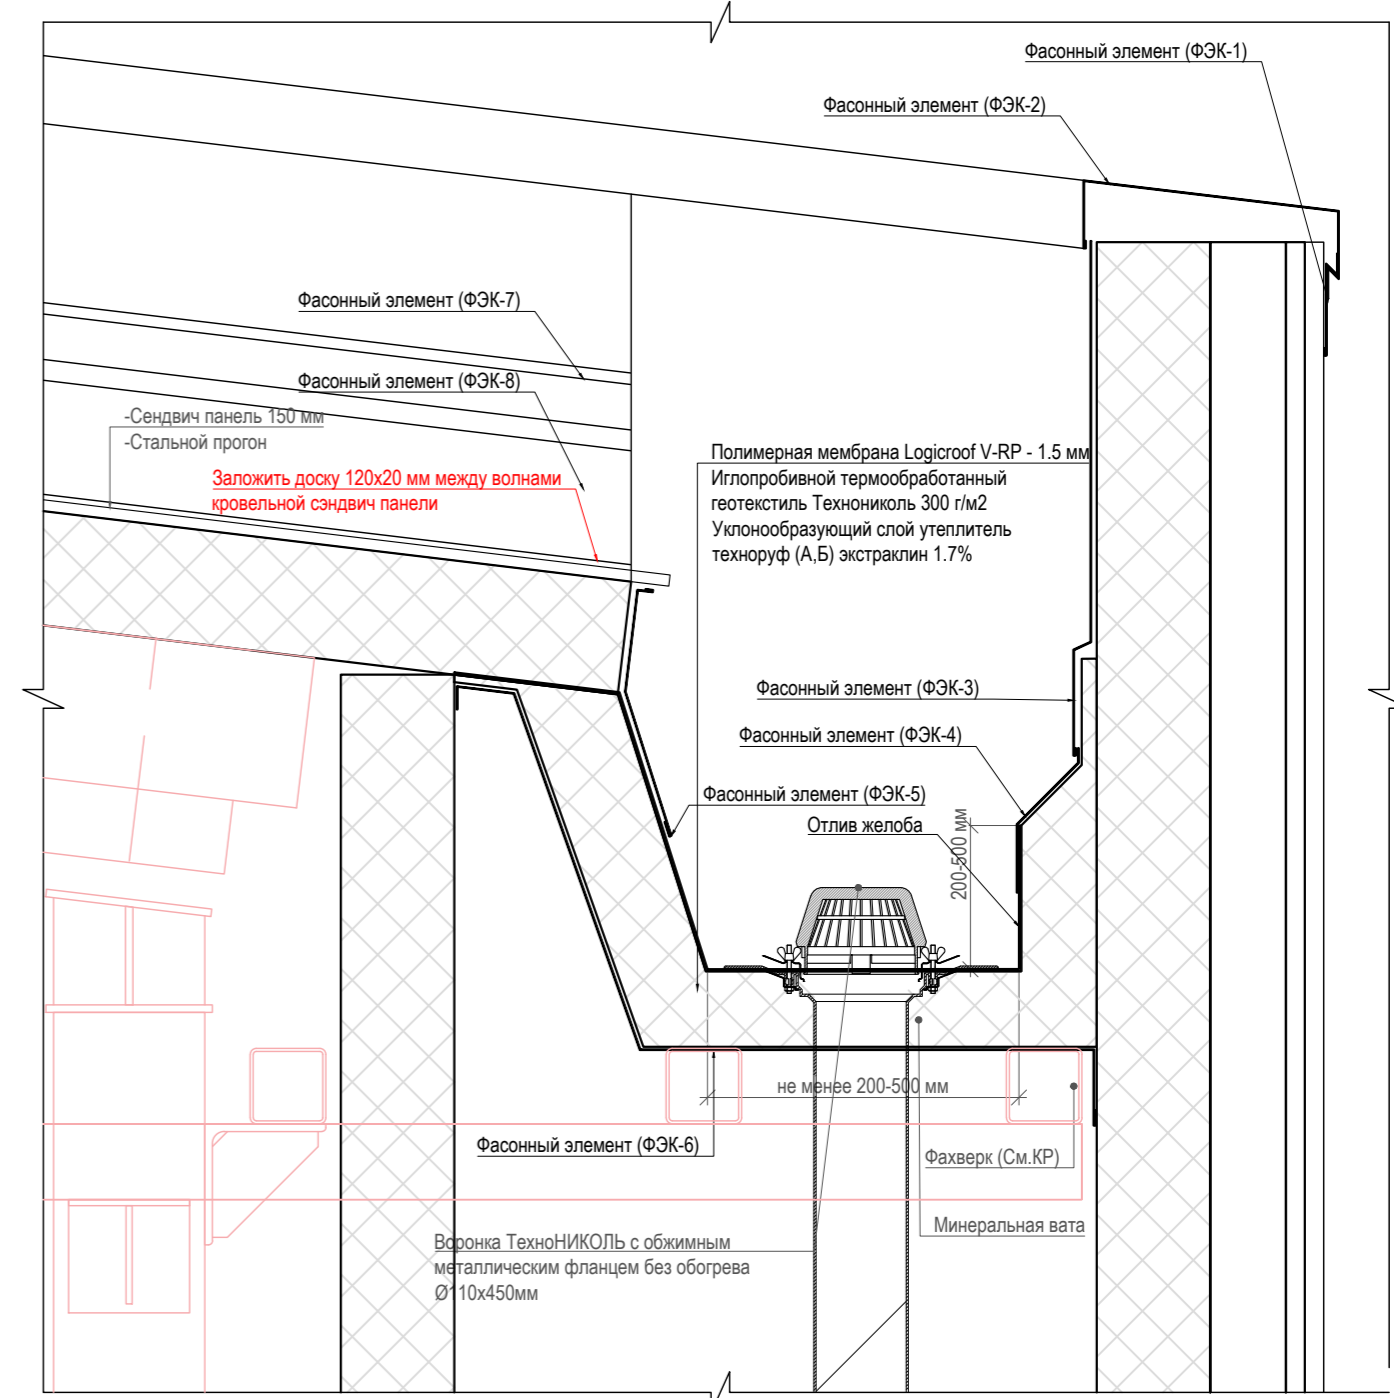 Фасонный элемент (ФЭК-1)
Фасонный элемент (ФЭК-2)
Фасонный элемент (ФЭК-7)
Фасонный элемент (ФЭК-8)
-Сендвич панель 150 мм
-Стальной прогон
Заложить доску 120х20 мм между волнами
кровельной сэндвич панели
Полимерная мембрана Logicroof V-RP - 1.5 мм
Иглопробивной термообработанный
геотекстиль Технониколь 300 г/м2
Уклонообразующий слой утеплитель
техноруф (А,Б) экстраклин 1.7%
Фасонный элемент (ФЭК-3)
Фасонный элемент (ФЭК-4)
Фасонный элемент (ФЭК-5)
Отлив желоба
200-500 мм
не менее 200-500 мм
Фасонный элемент (ФЭК-6)
Фахверк (См.КР)
Минеральная вата
Воронка ТехноНИКОЛЬ с обжимным
металлическим фланцем без обогрева
Ø110х450мм